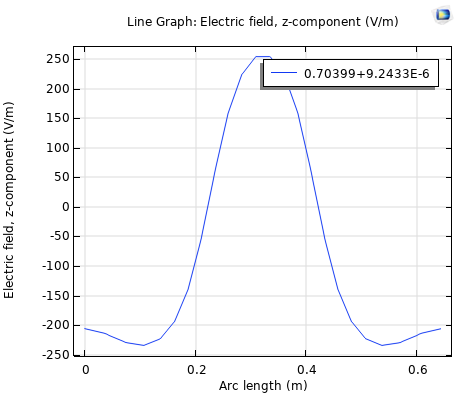 Line Graph: Electric field, z-component (V/m)
0.70399+9.2433E-6
Electric field, z-component (V/m)
250
200
150
100
50
0
-50
-100
-150
-200
-250
0 0.2 0.4 0.6
Arc length (m)